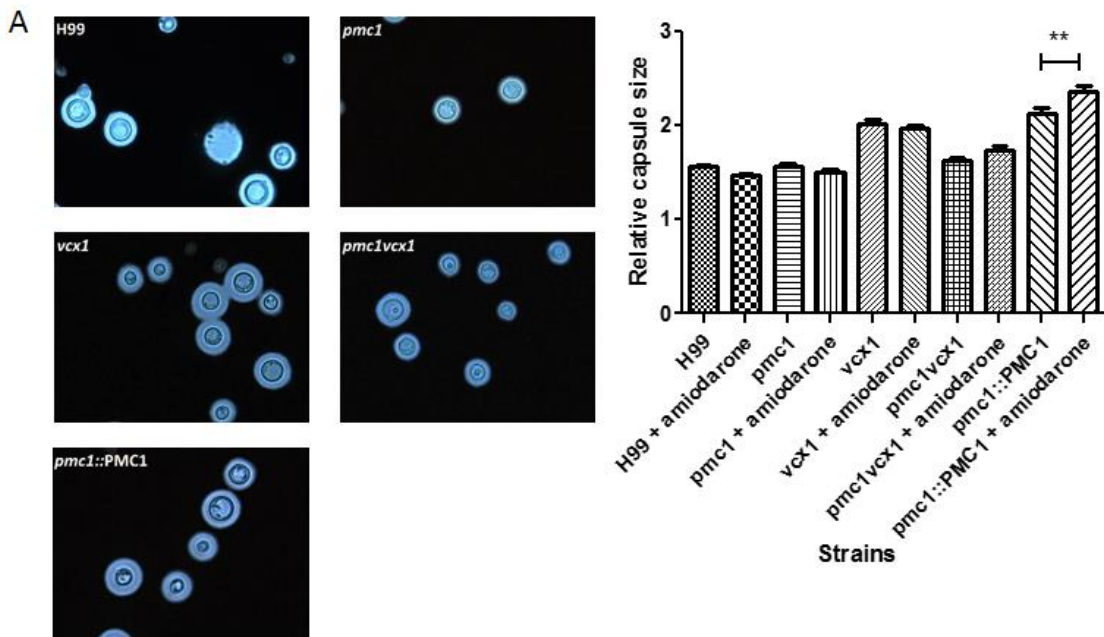 A
H99
pmc1
vcx1
pmc1vcx1
pmc1::PMC1
Relative capsule size
3
2
1
0
**
H99
H99 + amiodarone
pmc1
pmc1 + amiodarone
vcx1
vcx1 + amiodarone
pmc1vcx1
pmc1vcx1 + amiodarone
pmc1::PMC1
pmc1::PMC1 + amiodarone
Strains